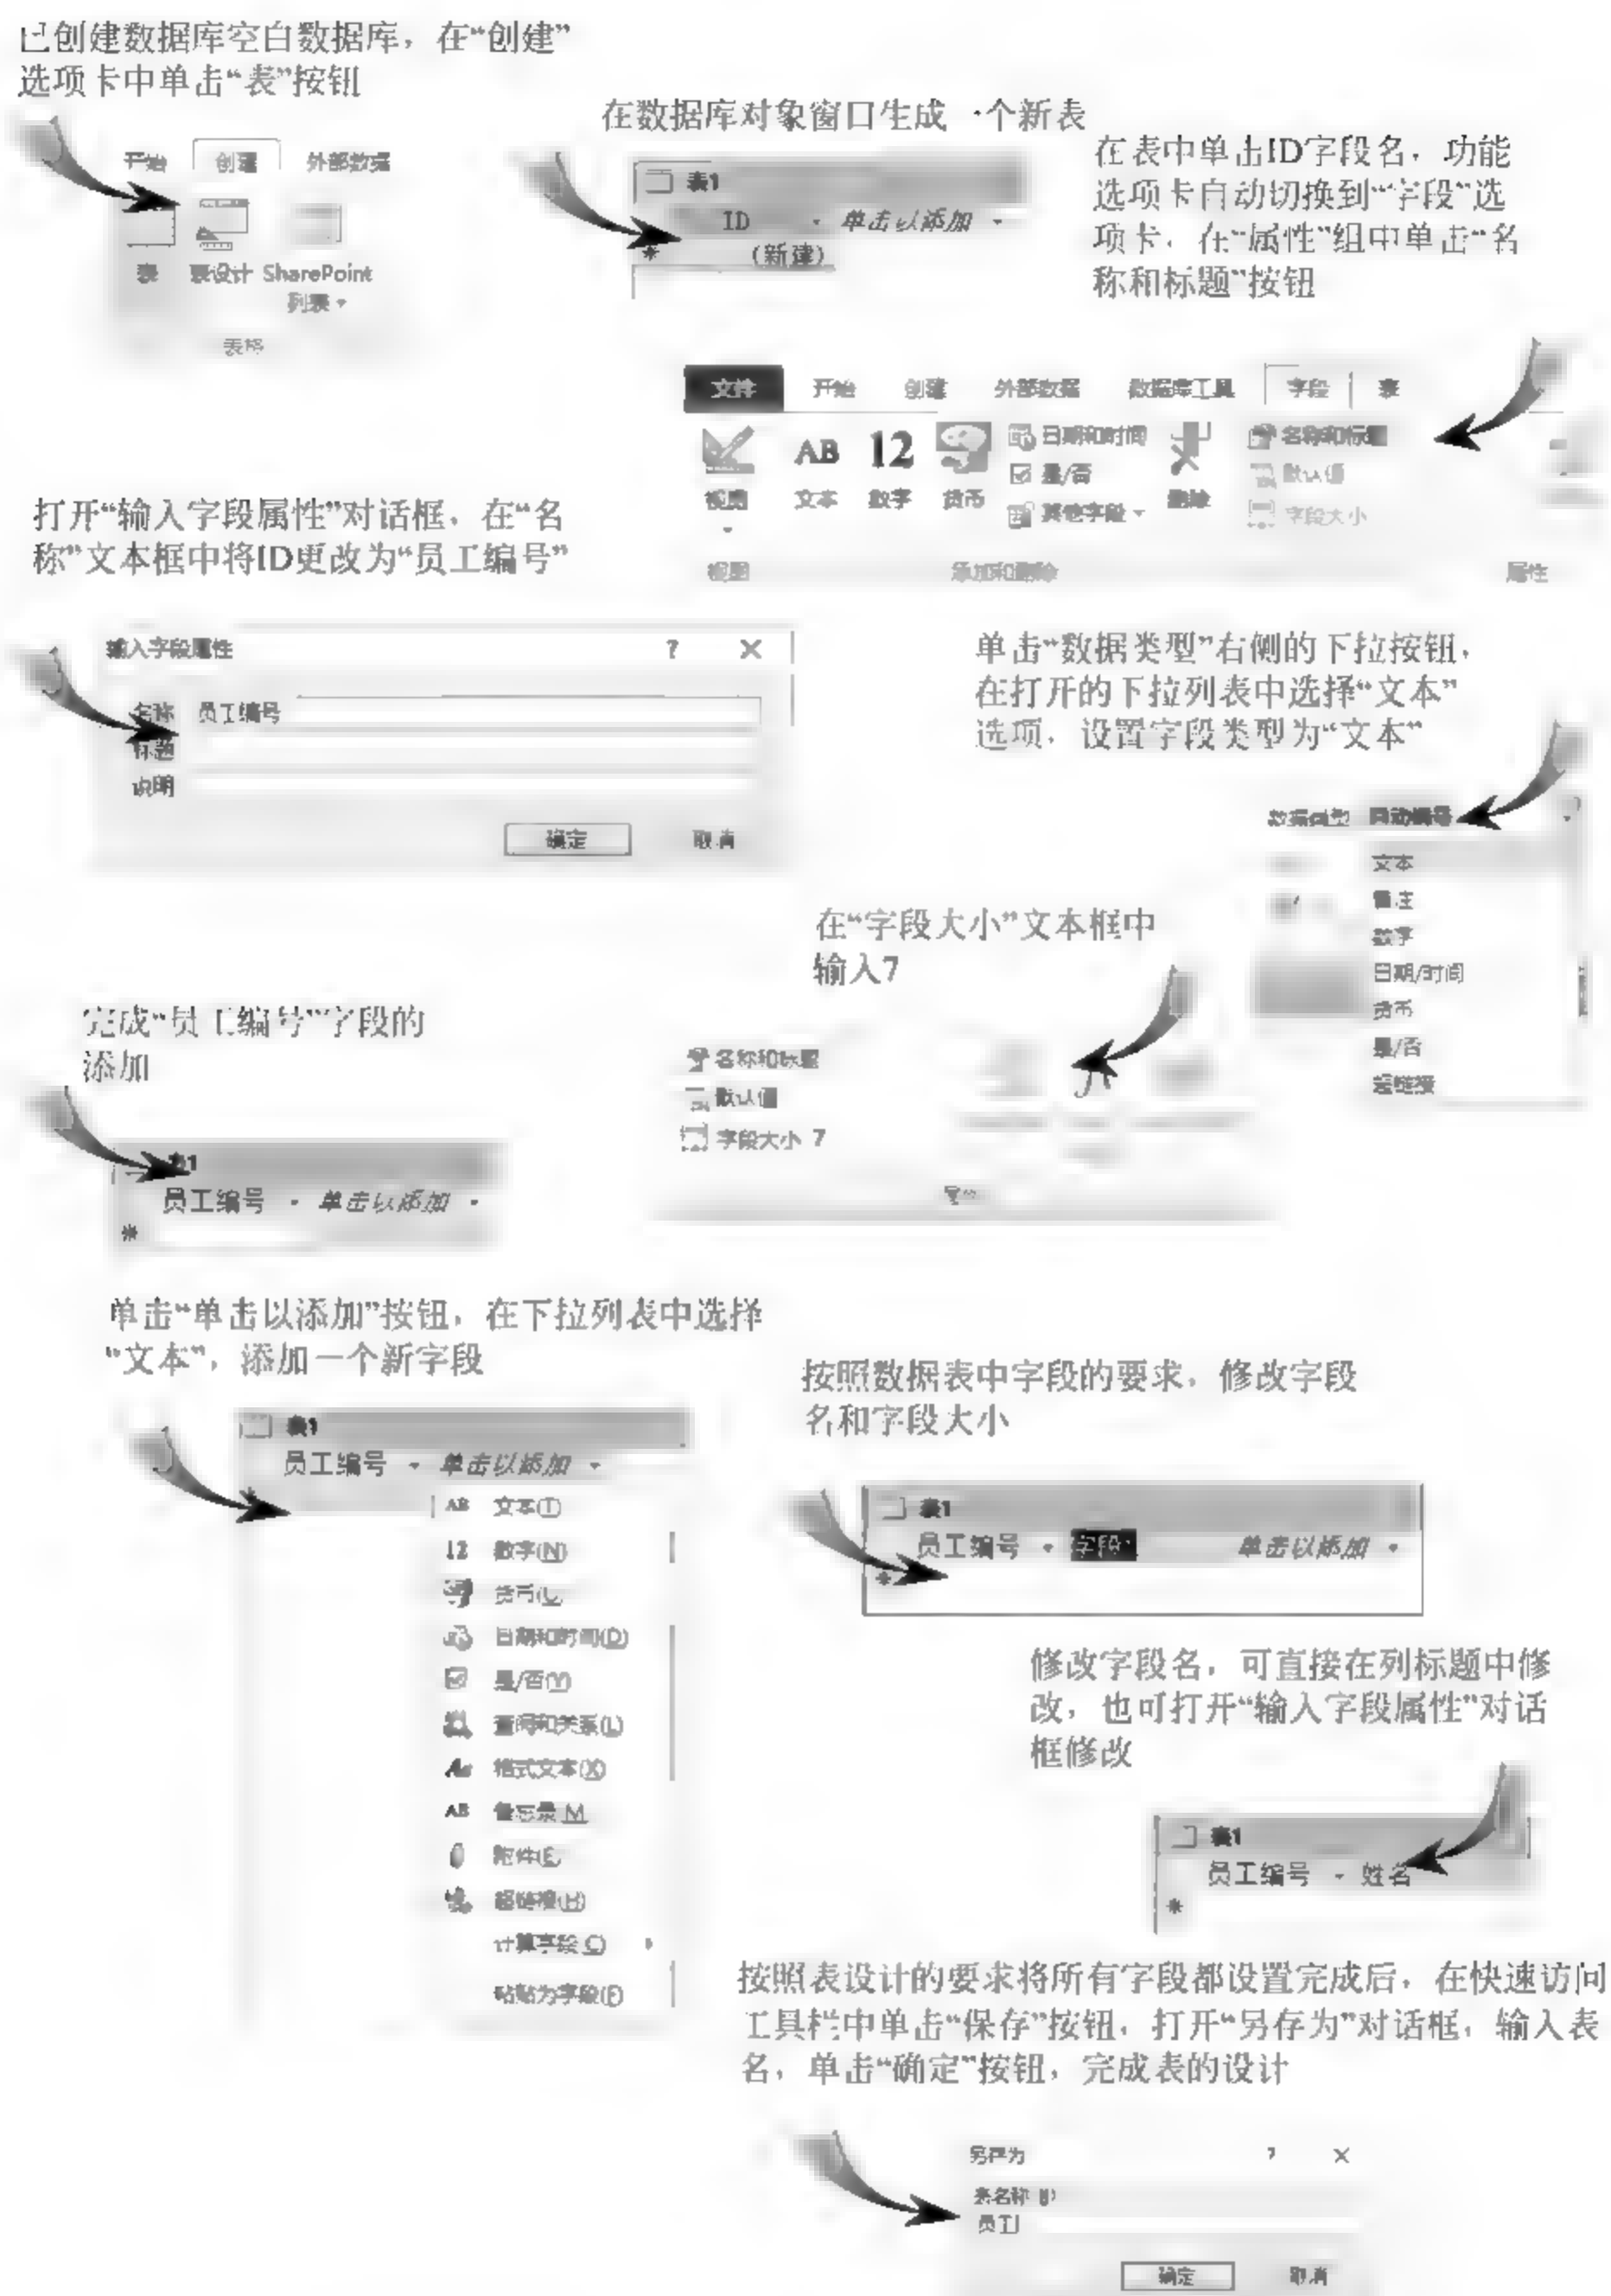 已创建数据库空白数据库，在“创建”
选项卡中单击“表”按钮
开始 创建 外部数据
表 表设计 SharePoint
列表
表格
在数据库对象窗口生成一个新表
表1
ID 单击以添加
* (新建)
在表中单击ID字段名，功能
选项卡自动切换到“字段”选
项卡，在“属性”组中单击“名
称和标题”按钮
文件 开始 创建 外部数据 数据库工具 字段 表
AB 12 日期和时间 名称和标题
是/否 默认值
视图 文本 数字 货币 其他字段 删除 字段大小
视图 添加和删除 属性
打开“输入字段属性”对话框，在“名
称”文本框中将ID更改为“员工编号”
输入字段属性 ? ×
名称 员工编号
标题
说明
确定 取消
单击“数据类型”右侧的下拉按钮，
在打开的下拉列表中选择“文本”
选项，设置字段类型为“文本”
数据类型 自动编号
文本
备注
数字
日期/时间
货币
是/否
超链接
在“字段大小”文本框中
输入7
名称和标题
默认值
字段大小 7
完成“员工编号”字段的
添加
表1
员工编号 单击以添加
*
单击“单击以添加”按钮，在下拉列表中选择
“文本”，添加一个新字段
表1
员工编号 单击以添加
AB 文本(T)
12 数字(N)
货币(C)
日期和时间(D)
是/否(Y)
查阅和关系(L)
Aa 格式文本(X)
AB 备忘录(M)
附件(E)
超链接(H)
计算字段(C)
粘贴为字段(F)
按照数据表中字段的要求，修改字段
名和字段大小
表1
员工编号 字段1 单击以添加
*
修改字段名，可直接在列标题中修
改，也可打开“输入字段属性”对话
框修改
表1
员工编号 姓名
*
按照表设计的要求将所有字段都设置完成后，在快速访问
工具栏中单击“保存”按钮，打开“另存为”对话框，输入表
名，单击“确定”按钮，完成表的设计
另存为 ? ×
表名称
员工
确定 取消